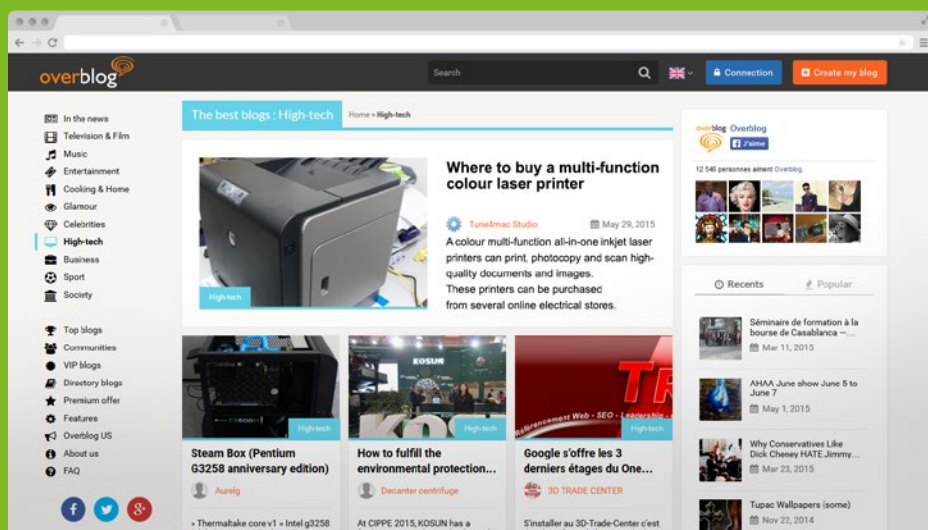 overblog
Search
Connection
Create my blog
In the news
Television & Film
Music
Entertainment
Cooking & Home
Glamour
Celebrities
High-tech
Business
Sport
Society
Top blogs
Communities
VIP blogs
Directory blogs
Premium offer
Features
Overblog US
About us
FAQ
The best blogs : High-tech
Home » High-tech
High-tech
Where to buy a multi-function
colour laser printer
Tune4mac Studio
May 29, 2015
A colour multi-function all-in-one inkjet laser
printers can print, photocopy and scan high-
quality documents and images.
These printers can be purchased
from several online electrical stores.
High-tech
Steam Box (Pentium
G3258 anniversary edition)
Aurelg
» Thermaltake core v1 » Intel g3258
KOSUN
KOS
High-tech
How to fulfill the
environmental protection...
Decanter centrifuge
At CIPPE 2015, KOSUN has a
TR
Référencement Web - SEO - Leadership
High-tech
Google s'offre les 3
derniers étages du One...
3D TRADE CENTER
S'installer au 3D-Trade-Center c'est
overblog
Overblog
J'aime
12 546 personnes aiment Overblog.
Recents
Popular
Séminaire de formation à la
bourse de Casablanca —...
Mar 11, 2015
AHAA June show June 5 to
June 7
May 1, 2015
Why Conservatives Like
Dick Cheney HATE Jimmy...
Mar 23, 2015
Tupac Wallpapers (some)
Nov 22, 2014